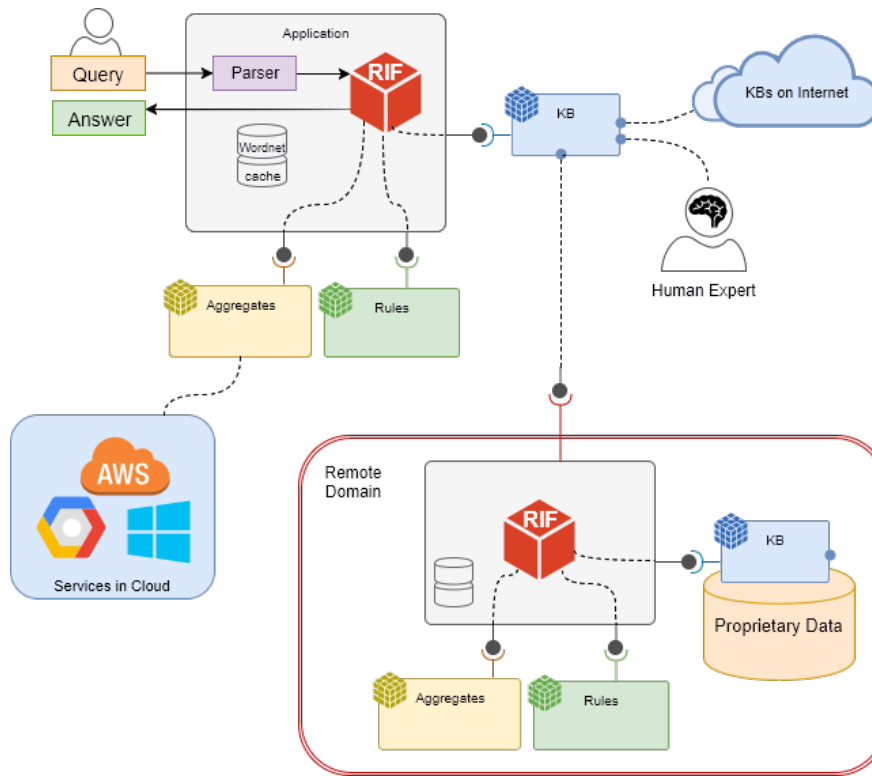 Application
Query
Parser
RIF
Answer
Wordnet
cache
KB
KBs on Internet
Human Expert
Aggregates
Rules
AWS
Services in Cloud
Remote
Domain
RIF
KB
Proprietary Data
Aggregates
Rules